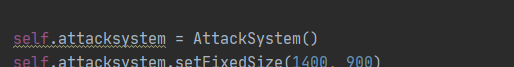 self.attacksystem = AttackSystem()
self.attacksystem.setFixedSize(1400, 900)